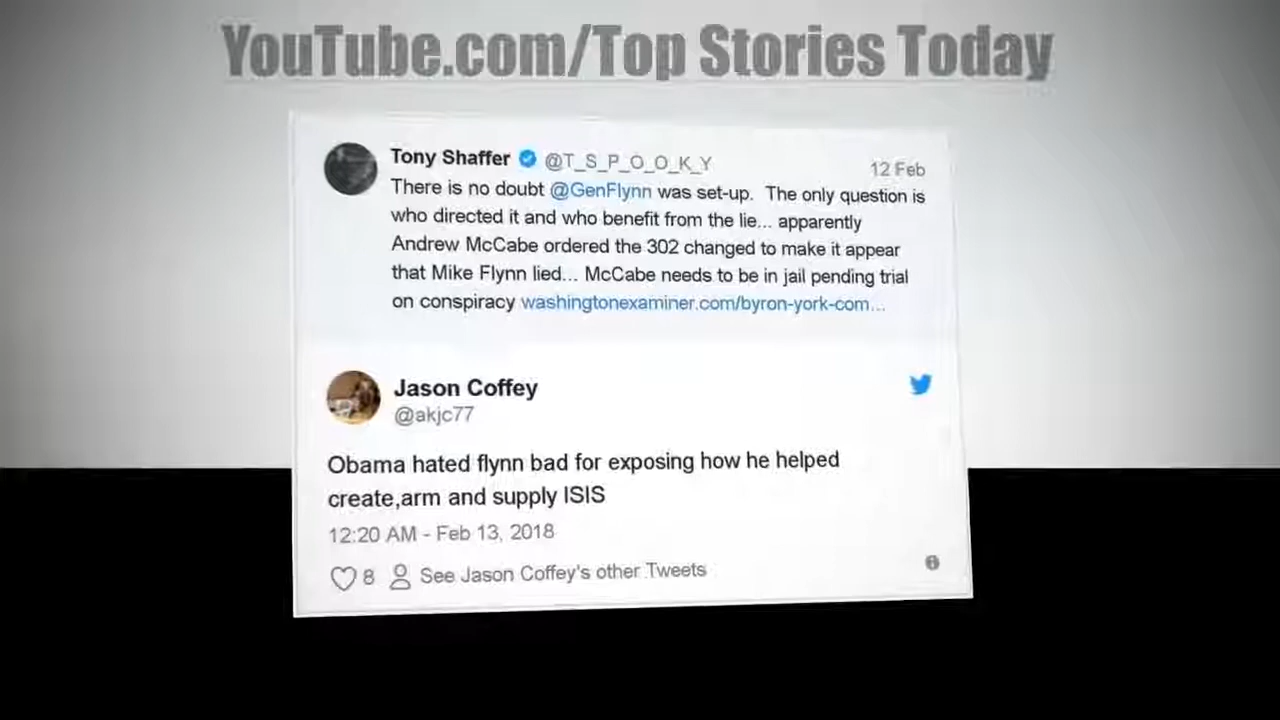 YouTube.com/Top Stories Today
Tony Shaffer @T_S_P_O_O_K_Y 12 Feb
There is no doubt @GenFlynn was set-up. The only question is
who directed it and who benefit from the lie... apparently
Andrew McCabe ordered the 302 changed to make it appear
that Mike Flynn lied... McCabe needs to be in jail pending trial
on conspiracy washingtonexaminer.com/byron-york-com...
Jason Coffey
@akjc77
Obama hated flynn bad for exposing how he helped
create,arm and supply ISIS
12:20 AM - Feb 13, 2018
8 See Jason Coffey's other Tweets